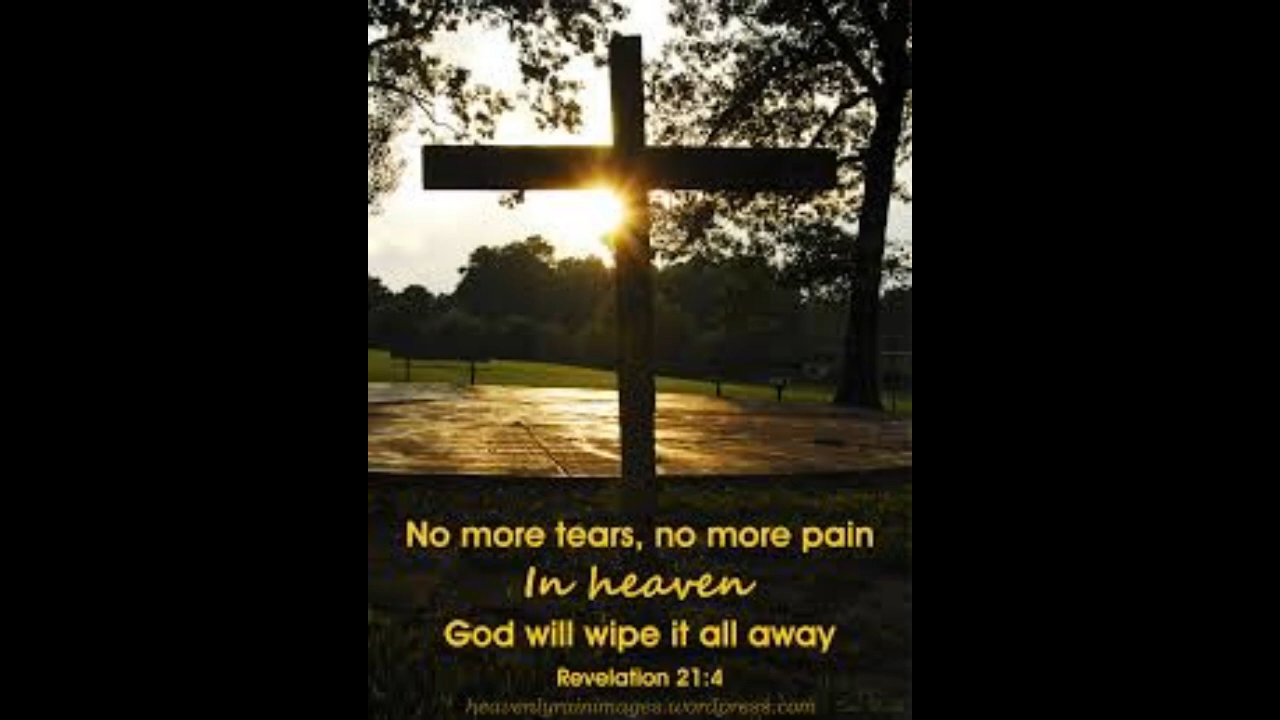 No more tears, no more pain
In heaven
God will wipe it all away
Revelation 21:4
heavenlyrainimages.wordpress.com